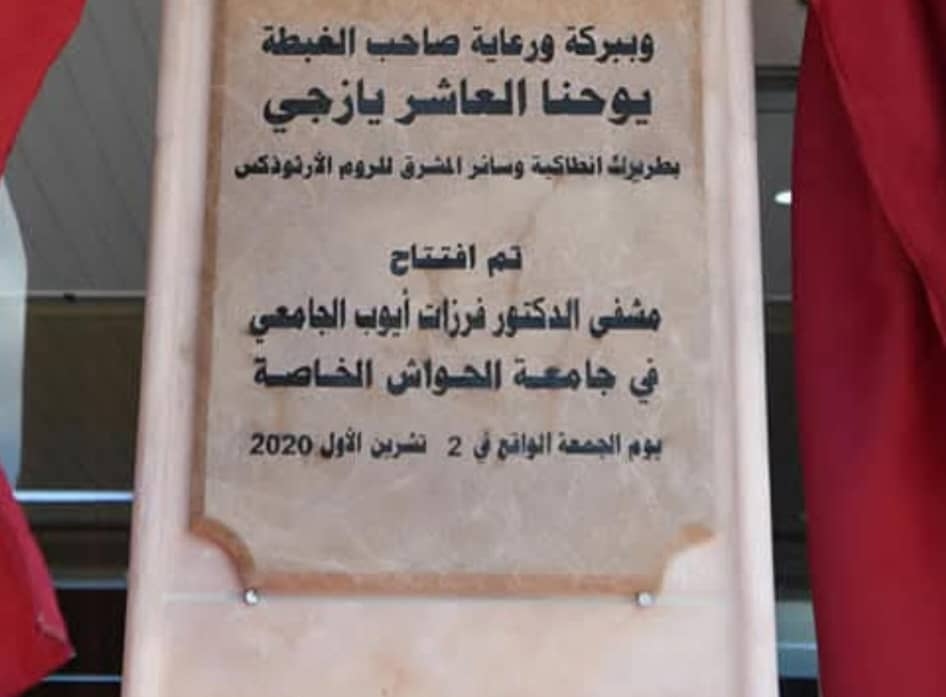 وببركة ورعاية صاحب الغبطة
يوحنا العاشر يازجي
بطريرك انطاكية وسائر المشرق للروم الأرثوذكس
تم افتتاح
مشفى الدكتور فرزات أيوب الجامعي
في جامعة الحواش الخاصة
يوم الجمعة الواقع في 2 تشرين الأول 2020